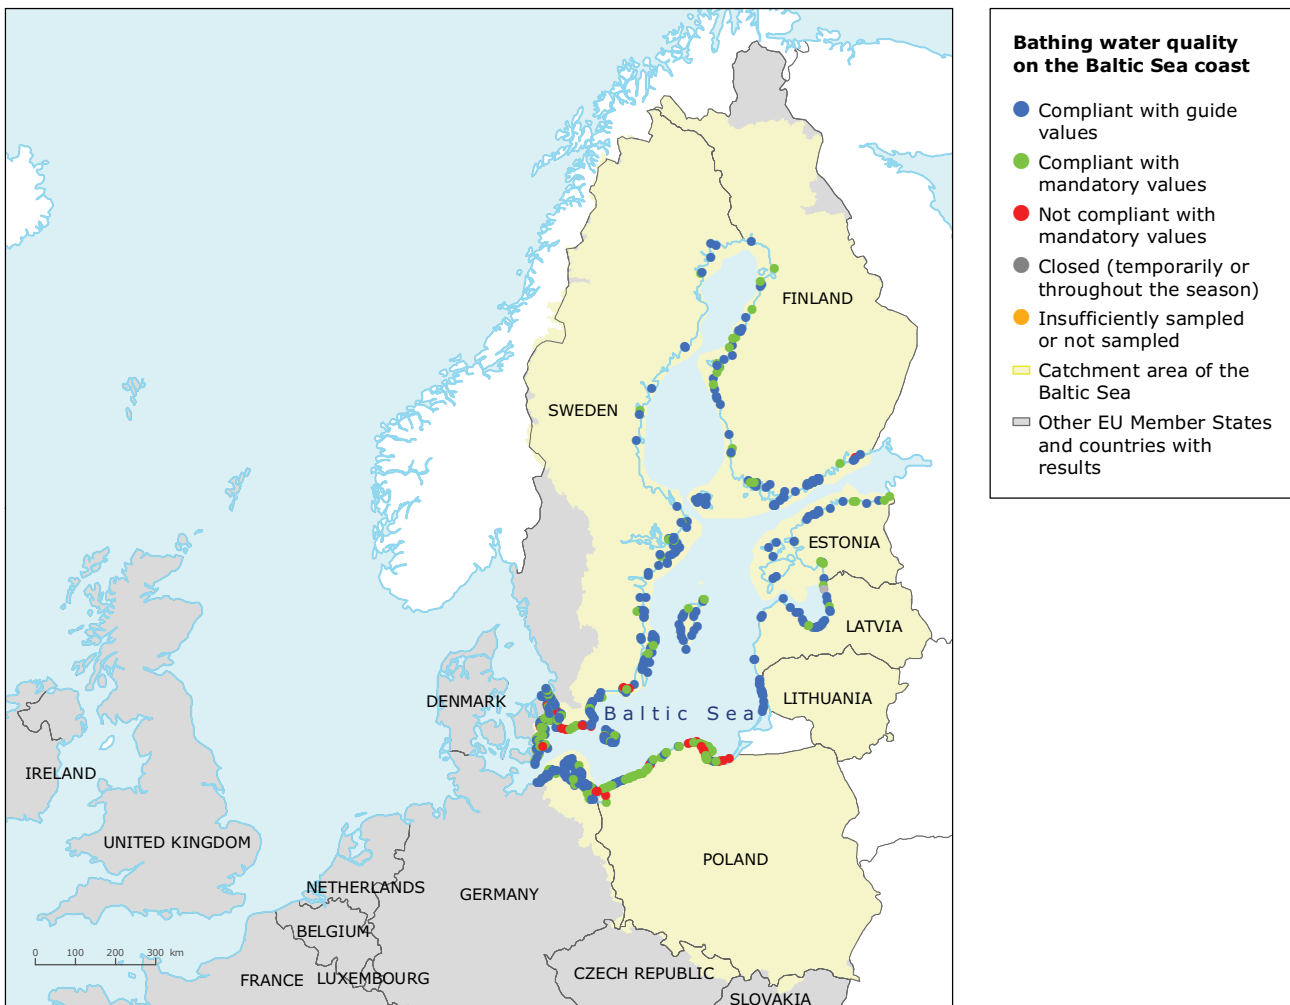 Bathing water quality
on the Baltic Sea coast
Compliant with guide
values
Compliant with
mandatory values
Not compliant with
mandatory values
Closed (temporarily or
throughout the season)
Insufficiently sampled
or not sampled
Catchment area of the
Baltic Sea
Other EU Member States
and countries with
results
FINLAND
SWEDEN
ESTONIA
LATVIA
LITHUANIA
DENMARK
Baltic Sea
IRELAND
UNITED KINGDOM
POLAND
NETHERLANDS
GERMANY
BELGIUM
CZECH REPUBLIC
FRANCE
LUXEMBOURG
SLOVAKIA
0 100 200 300 km